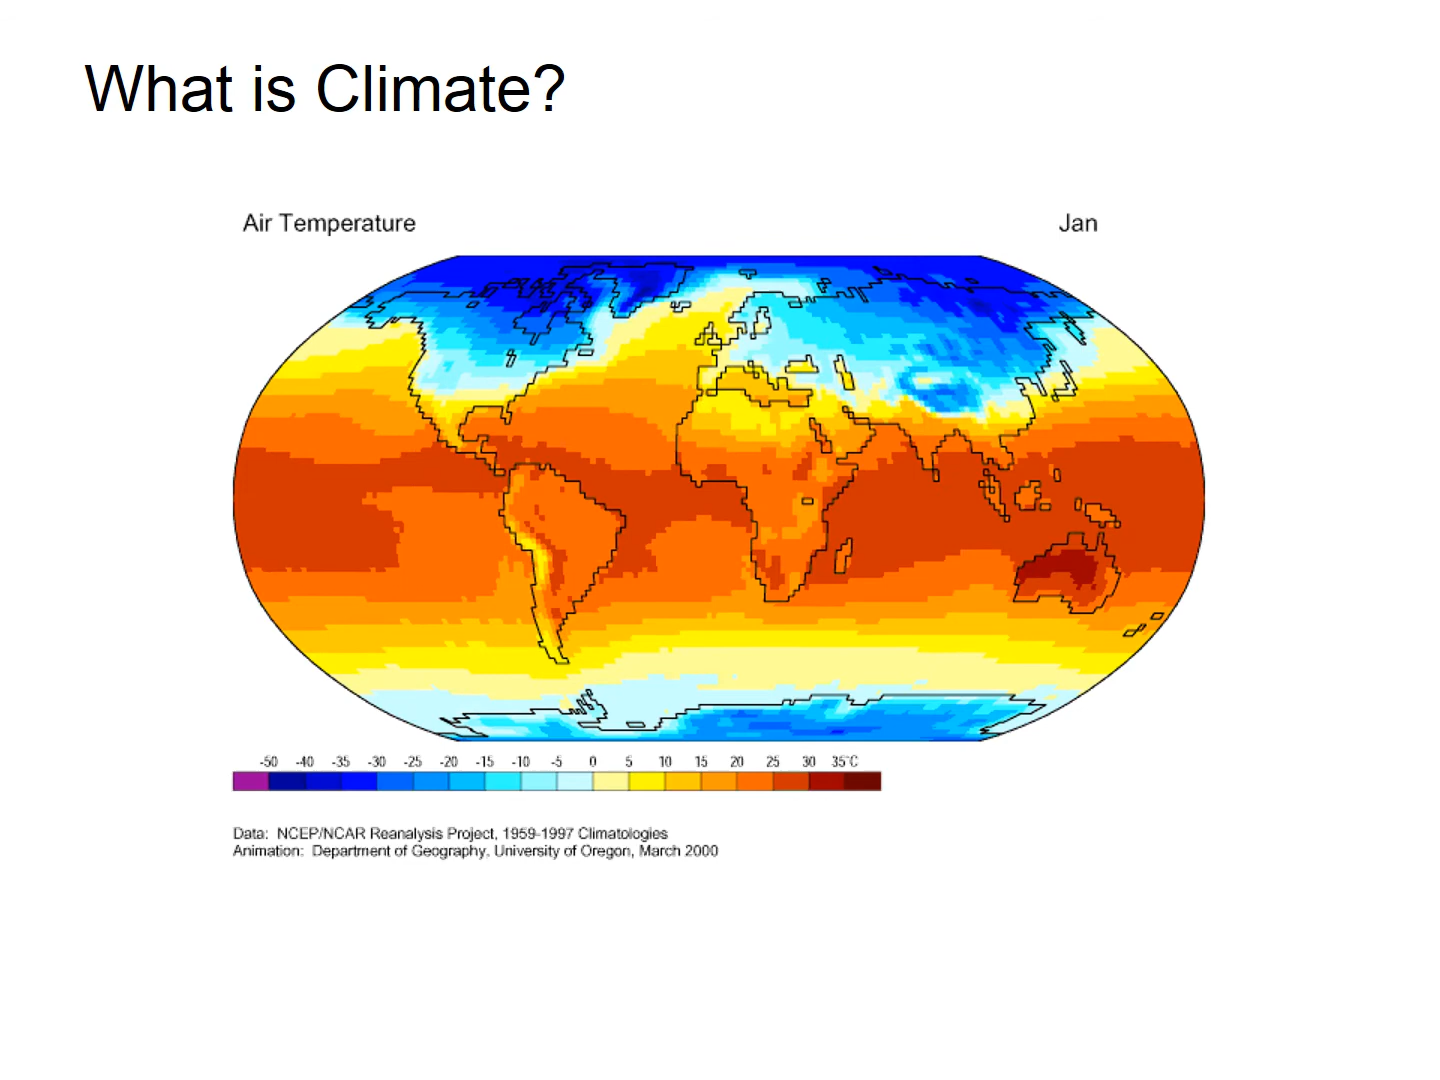 What is Climate?
Air Temperature Jan
-50 -40 -35 -30 -25 -20 -15 -10 -5 0 5 10 15 20 25 30 35°C
Data: NCEP/NCAR Reanalysis Project, 1959-1997 Climatologies
Animation: Department of Geography, University of Oregon, March 2000